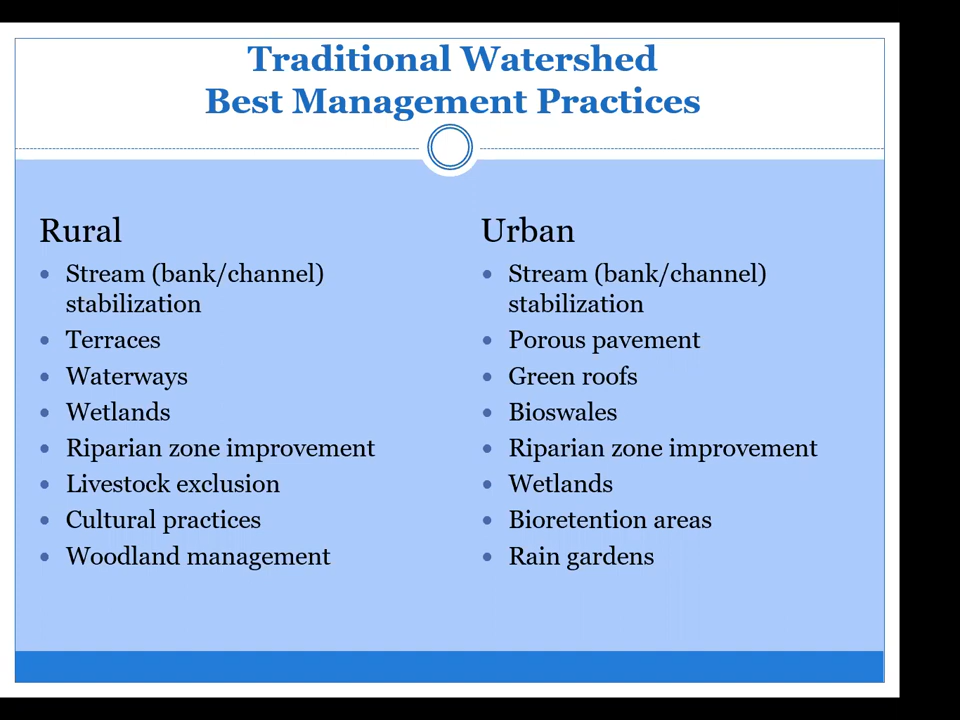 Traditional Watershed
Best Management Practices
Rural
• Stream (bank/channel)
stabilization
• Terraces
• Waterways
• Wetlands
• Riparian zone improvement
• Livestock exclusion
• Cultural practices
• Woodland management
Urban
• Stream (bank/channel)
stabilization
• Porous pavement
• Green roofs
• Bioswales
• Riparian zone improvement
• Wetlands
• Bioretention areas
• Rain gardens